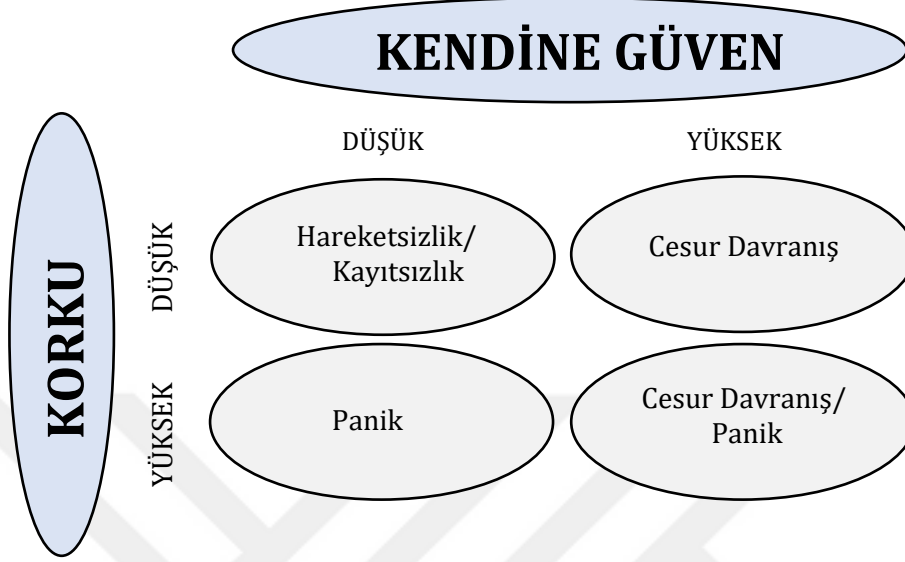 KENDİNE GÜVEN
DÜŞÜK
YÜKSEK
KORKU
DÜŞÜK
Hareketsizlik/
Kayıtsızlık
Cesur Davranış
YÜKSEK
Panik
Cesur Davranış/
Panik